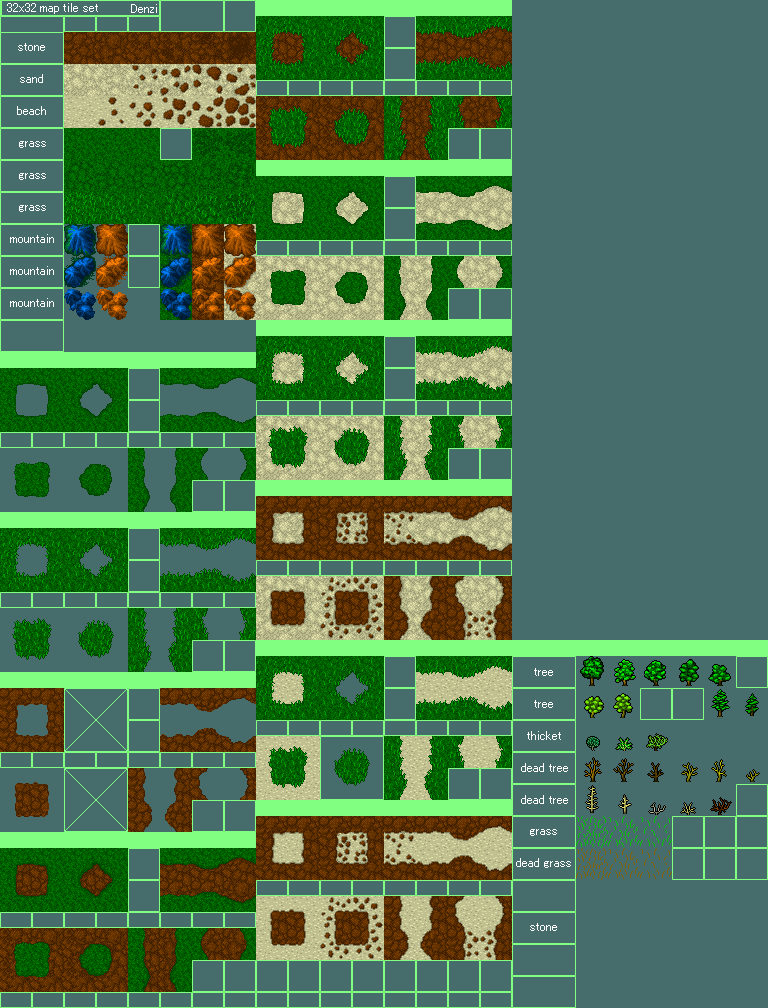 32x32 map tile set Denzi
stone
sand
beach
grass
grass
grass
mountain
mountain
mountain
tree
tree
thicket
dead tree
dead tree
grass
dead grass
stone